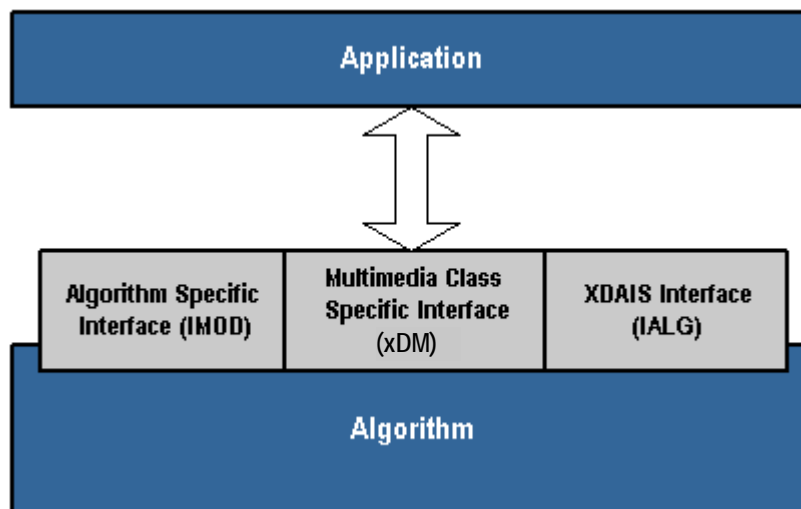 Application
Algorithm Specific
Interface (IMOD)
Multimedia Class
Specific Interface
(xDM)
XDAIS Interface
(IALG)
Algorithm